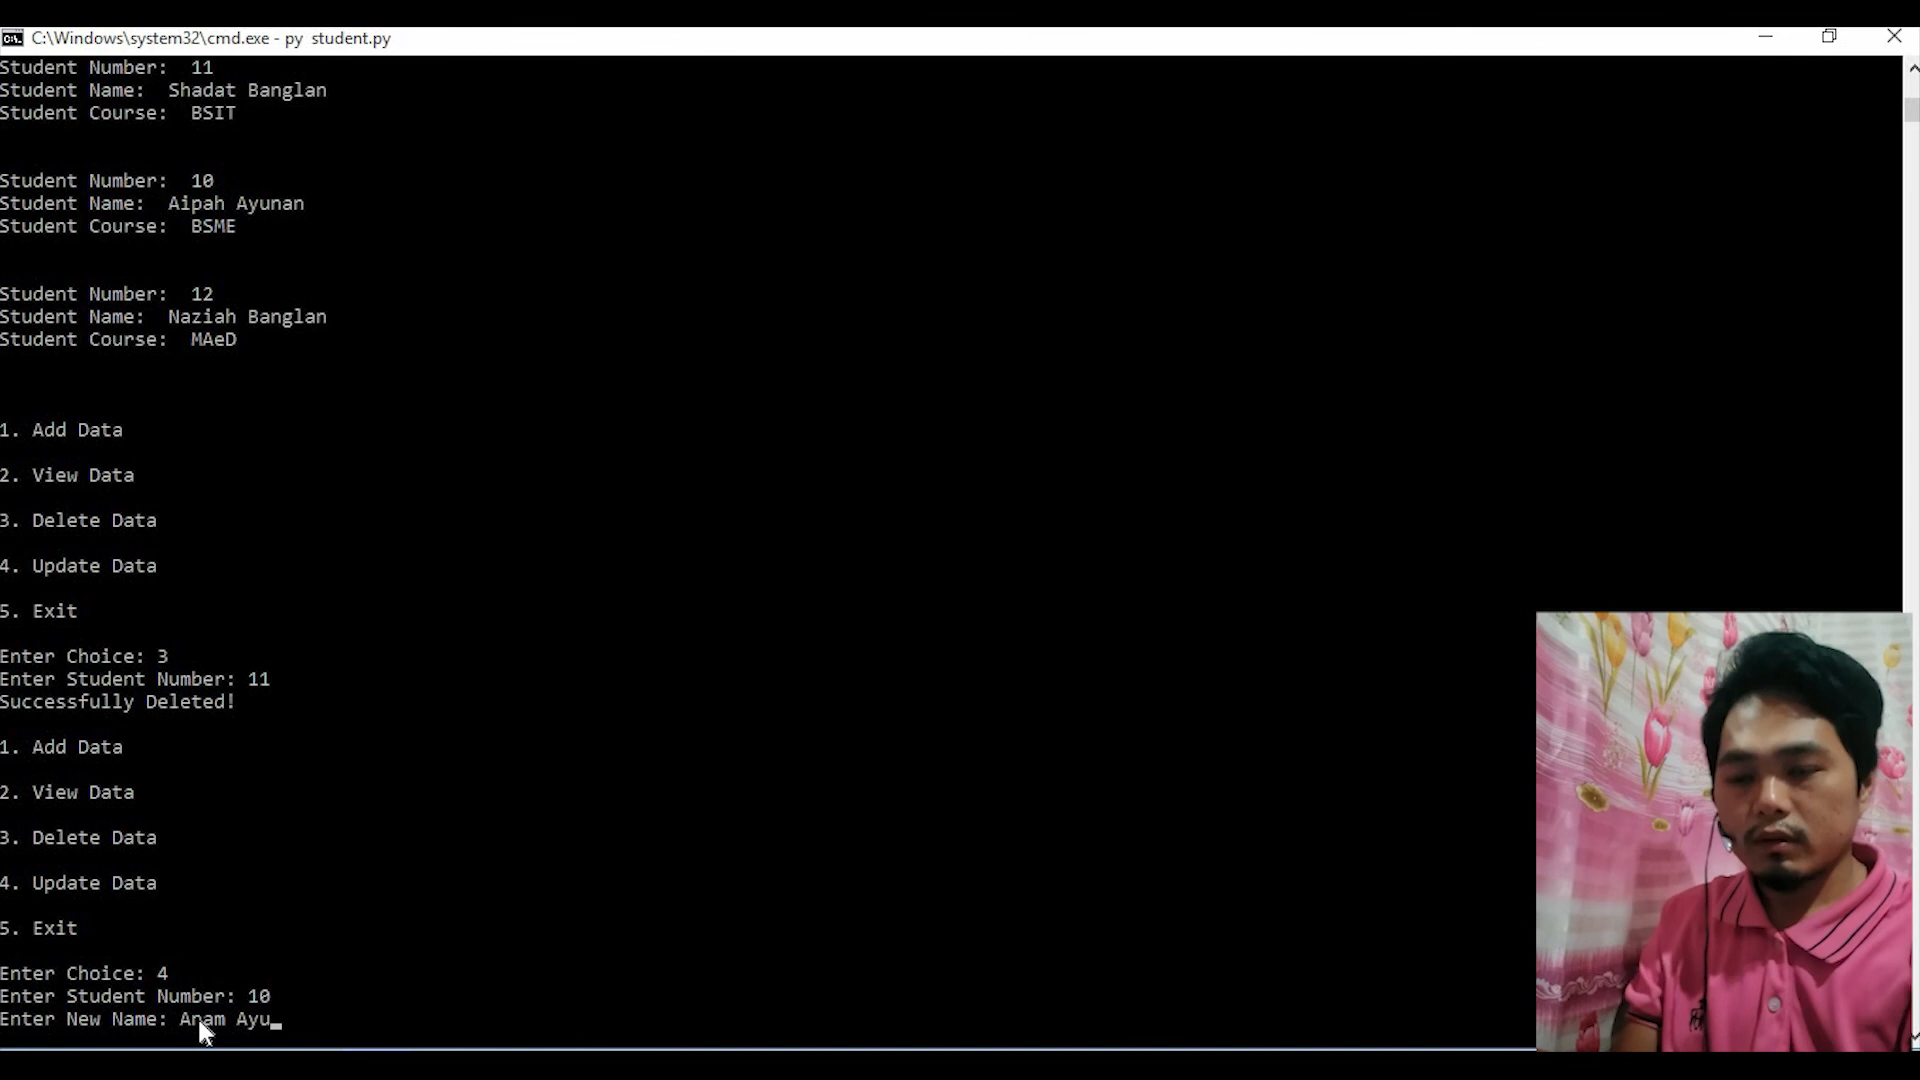 C:\Windows\system32\cmd.exe - py student.py
Student Number: 11
Student Name: Shadat Banglan
Student Course: BSIT
Student Number: 10
Student Name: Aipah Ayunan
Student Course: BSME
Student Number: 12
Student Name: Naziah Banglan
Student Course: MAeD
1. Add Data
2. View Data
3. Delete Data
4. Update Data
5. Exit
Enter Choice: 3
Enter Student Number: 11
Successfully Deleted!
1. Add Data
2. View Data
3. Delete Data
4. Update Data
5. Exit
Enter Choice: 4
Enter Student Number: 10
Enter New Name: Anam Ayu